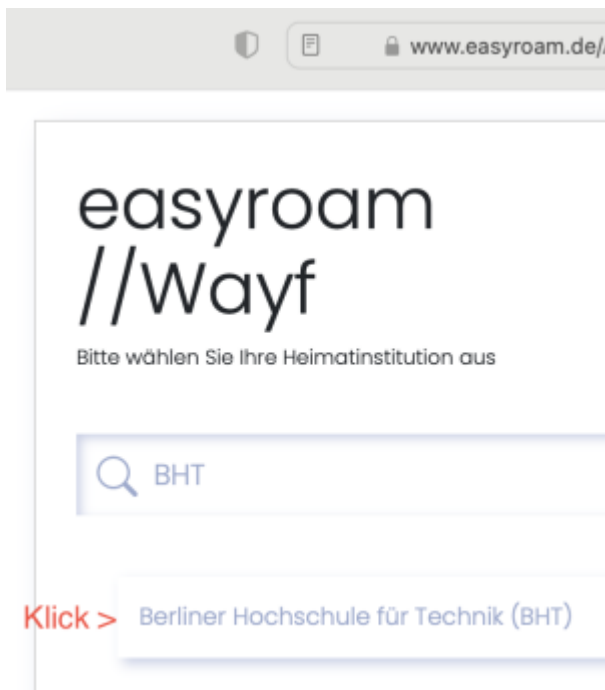 www.easyroam.de/
easyroam
//Wayf
Bitte wählen Sie Ihre Heimatinstitution aus
BHT
Klick > Berliner Hochschule für Technik (BHT)